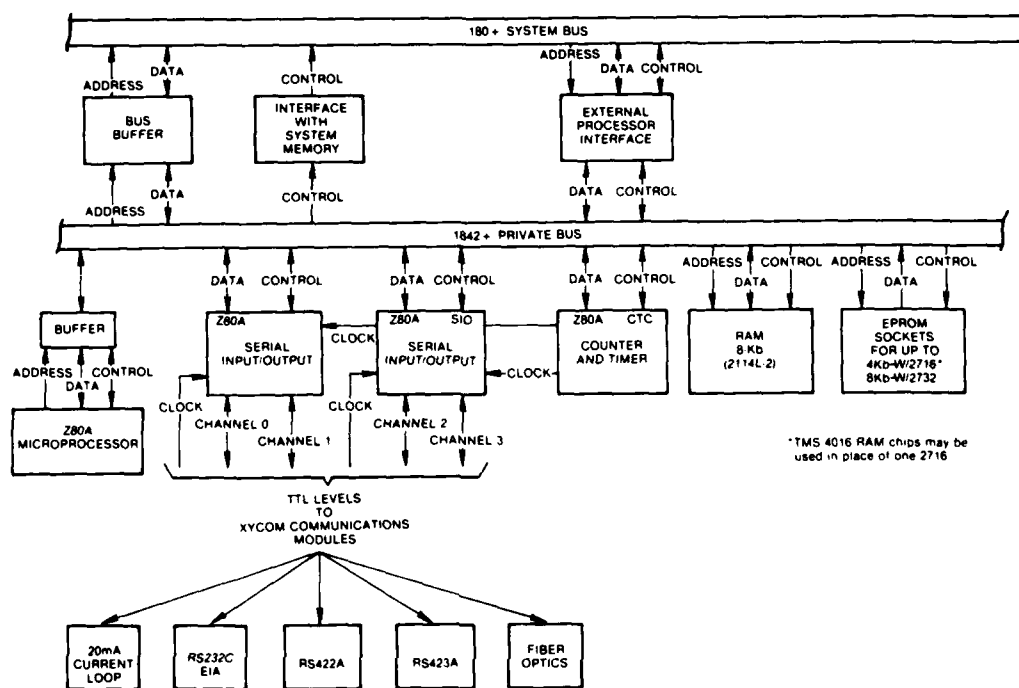 180+ SYSTEM BUS
ADDRESS
DATA
CONTROL
ADDRESS
DATA
CONTROL
BUS
BUFFER
INTERFACE
WITH
SYSTEM
MEMORY
EXTERNAL
PROCESSOR
INTERFACE
ADDRESS
DATA
CONTROL
DATA
CONTROL
1842+ PRIVATE BUS
DATA
CONTROL
DATA
CONTROL
DATA
CONTROL
ADDRESS
DATA
CONTROL
ADDRESS
DATA
CONTROL
BUFFER
ADDRESS
DATA
CONTROL
Z80A
MICROPROCESSOR
Z80A
SERIAL
INPUT/OUTPUT
CLOCK
Z80A SIO
SERIAL
INPUT/OUTPUT
CLOCK
Z80A CTC
COUNTER
AND TIMER
RAM
8-Kb
(2114L-2)
EPROM
SOCKETS
FOR UP TO
4Kb-W/2716*
8Kb-W/2732
CLOCK
CHANNEL 0
CHANNEL 1
CLOCK
CHANNEL 2
CHANNEL 3
*TMS 4016 RAM chips may be
used in place of one 2716
TTL LEVELS
TO
XYCOM COMMUNICATIONS
MODULES
20mA
CURRENT
LOOP
RS232C
EIA
RS422A
RS423A
FIBER
OPTICS